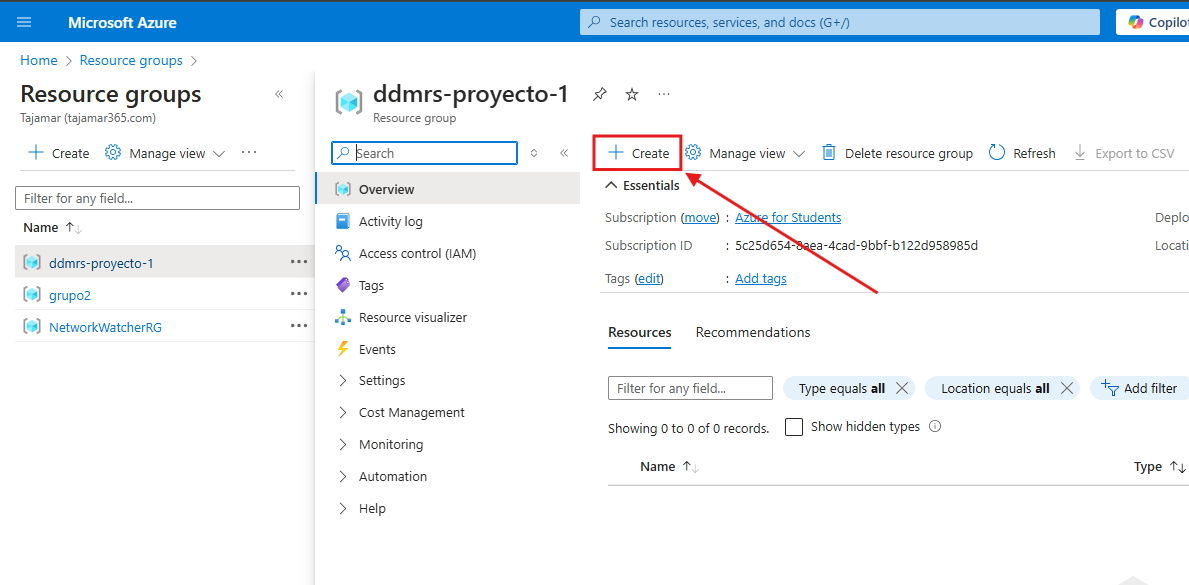 Microsoft Azure
Search resources, services, and docs (G+/)
Copilo
Home > Resource groups >
Resource groups
Tajamar (tajamar365.com)
Create
Manage view
Filter for any field...
Name
ddmrs-proyecto-1
grupo2
NetworkWatcherRG
ddmrs-proyecto-1
Resource group
Search
Overview
Activity log
Access control (IAM)
Tags
Resource visualizer
Events
Settings
Cost Management
Monitoring
Automation
Help
Create
Manage view
Delete resource group
Refresh
Export to CSV
Essentials
Subscription (move) : Azure for Students
Deplo
Subscription ID : 5c25d654-8aea-4cad-9bbf-b122d958985d
Locati
Tags (edit) : Add tags
Resources
Recommendations
Filter for any field...
Type equals all
Location equals all
Add filter
Showing 0 to 0 of 0 records.
Show hidden types
Name
Type